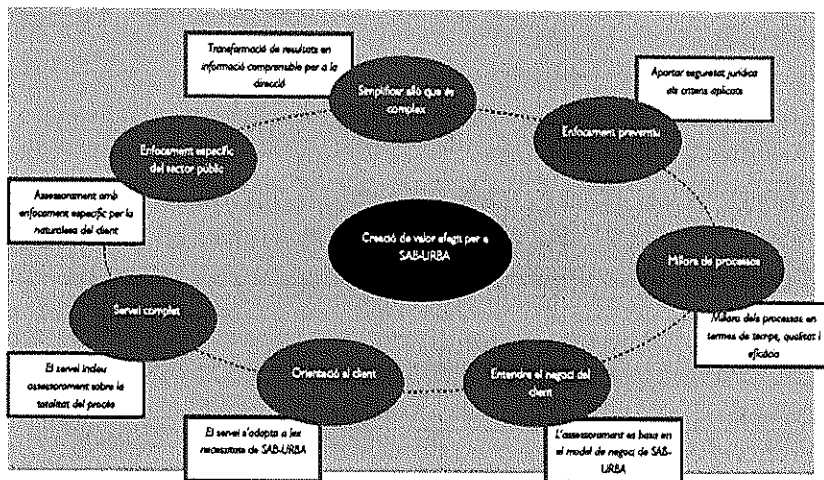 Transformació de resultats en
informació comprensible per a la
direcció
Simplificar allò que és
complex
Aportar seguretat jurídica
als criteris aplicats
Enfocament preventiu
Enfocament específic
del sector públic
Assessorament amb
enfocament específic per la
naturalesa del client
Creació de valor afegit per a
SAB-URBA
Millora de processos
Millora dels processos en
termes de temps, qualitat i
eficàcia
Servei complet
El servei inclou
assessorament sobre la
totalitat del procés
Orientació al client
El servei s'adapta a les
necessitats de SAB-URBA
Entendre el negoci del
client
L'assessorament es basa en
el model de negoci de SAB-
URBA